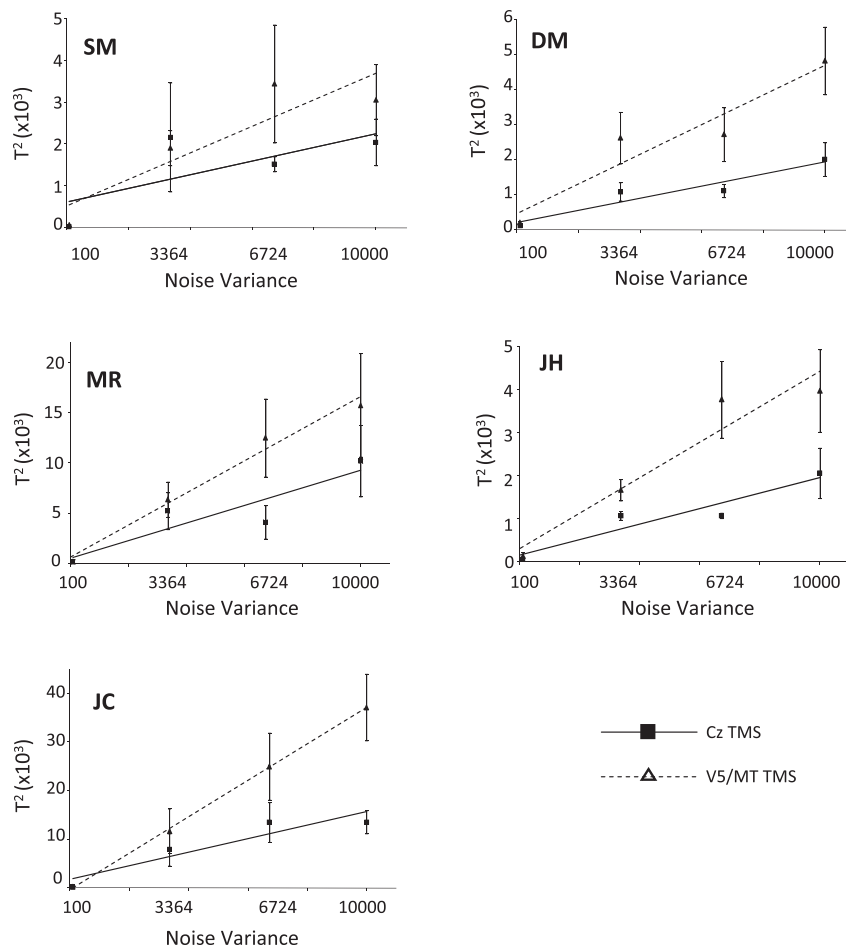 SM
T² (x10³)
5
4
3
2
1
0
100 3364 6724 10000
Noise Variance
DM
T² (x10³)
6
5
4
3
2
1
0
100 3364 6724 10000
Noise Variance
MR
T² (x10³)
20
15
10
5
0
100 3364 6724 10000
Noise Variance
JH
T² (x10³)
5
4
3
2
1
0
100 3364 6724 10000
Noise Variance
JC
T² (x10³)
40
30
20
10
0
100 3364 6724 10000
Noise Variance
Cz TMS
V5/MT TMS